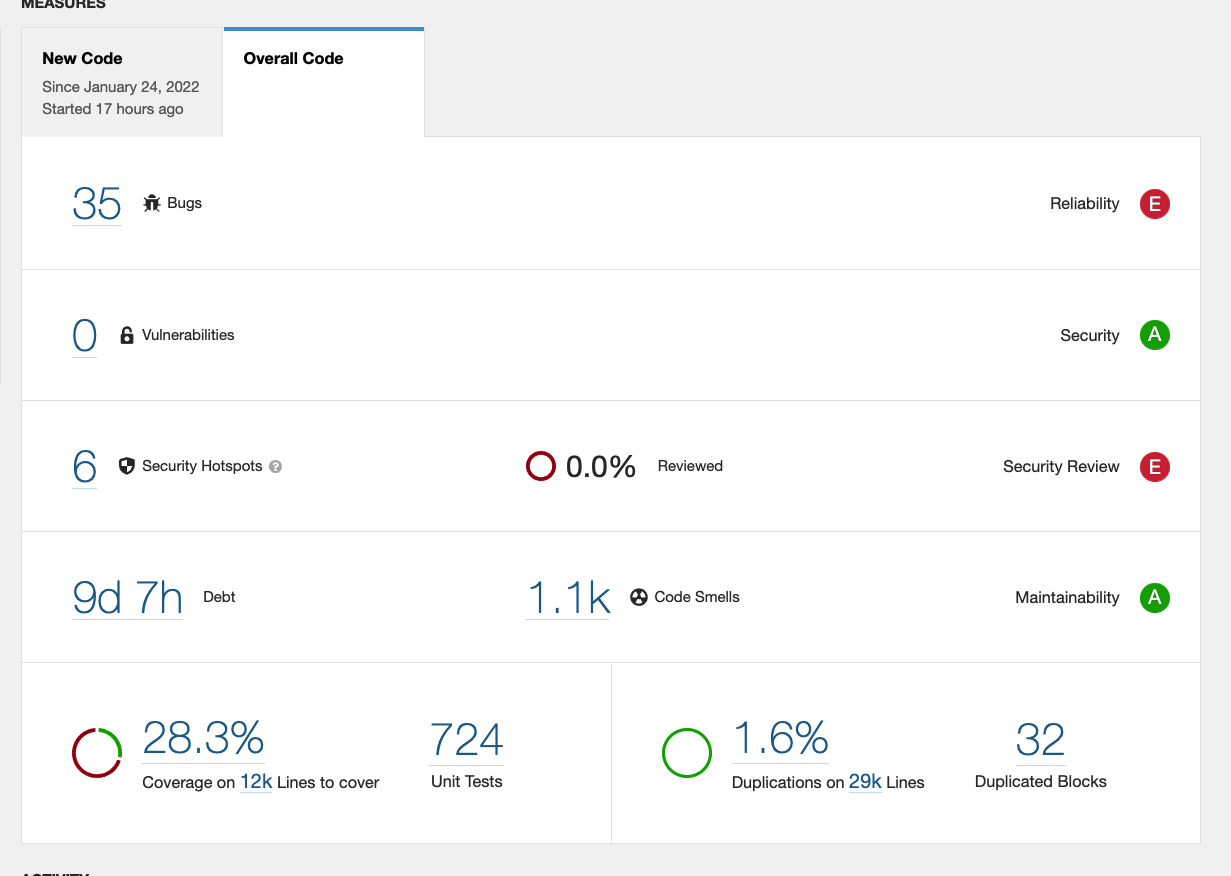 MEASURES
New Code
Since January 24, 2022
Started 17 hours ago
Overall Code
35 Bugs
Reliability E
0 Vulnerabilities
Security A
6 Security Hotspots ?
0.0% Reviewed
Security Review E
9d 7h Debt
1.1k Code Smells
Maintainability A
28.3%
Coverage on 12k Lines to cover
724
Unit Tests
1.6%
Duplications on 29k Lines
32
Duplicated Blocks
ACTIVITY